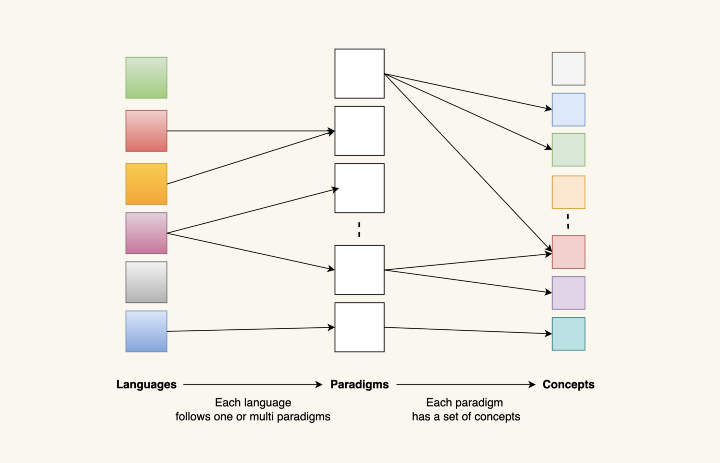 Languages
Paradigms
Concepts
Each language
follows one or multi paradigms
Each paradigm
has a set of concepts